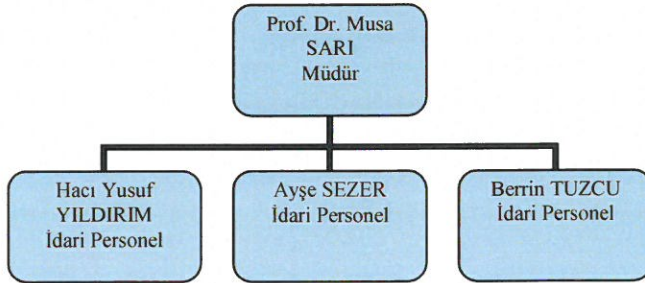 Prof. Dr. Musa
SARI
Müdür
Hacı Yusuf
YILDIRIM
İdari Personel
Ayşe SEZER
İdari Personel
Berrin TUZCU
İdari Personel